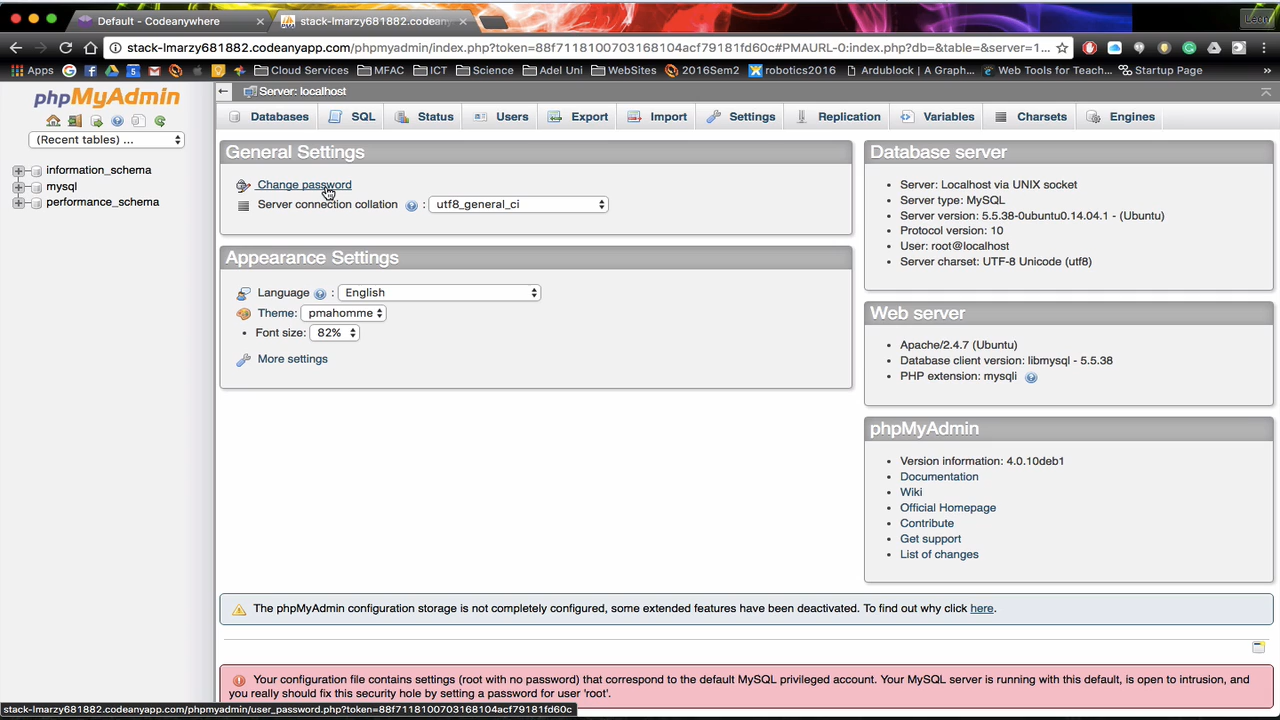 Default - Codeanywhere
stack-lmarzy681882.codean
Leon
stack-lmarzy681882.codeanyapp.com/phpmyadmin/index.php?token=88f7118100703168104acf79181fd60c#PMAURL-0:index.php?db=&table=&server=1...
Apps
Cloud Services
MFAC
ICT
Science
Adel Uni
WebSites
2016Sem2
robotics2016
Ardublock | A Graph...
Web Tools for Teach...
Startup Page
»
phpMyAdmin
(Recent tables) ...
information_schema
mysql
performance_schema
Server: localhost
Databases
SQL
Status
Users
Export
Import
Settings
Replication
Variables
Charsets
Engines
General Settings
Change password
Server connection collation : utf8_general_ci
Appearance Settings
Language : English
Theme: pmahomme
• Font size: 82%
More settings
Database server
• Server: Localhost via UNIX socket
• Server type: MySQL
• Server version: 5.5.38-0ubuntu0.14.04.1 - (Ubuntu)
• Protocol version: 10
• User: root@localhost
• Server charset: UTF-8 Unicode (utf8)
Web server
• Apache/2.4.7 (Ubuntu)
• Database client version: libmysql - 5.5.38
• PHP extension: mysqli
phpMyAdmin
• Version information: 4.0.10deb1
• Documentation
• Wiki
• Official Homepage
• Contribute
• Get support
• List of changes
The phpMyAdmin configuration storage is not completely configured, some extended features have been deactivated. To find out why click here.
Your configuration file contains settings (root with no password) that correspond to the default MySQL privileged account. Your MySQL server is running with this default, is open to intrusion, and
you really should fix this security hole by setting a password for user 'root'.
stack-lmarzy681882.codeanyapp.com/phpmyadmin/user_password.php?token=88f7118100703168104acf79181fd60c